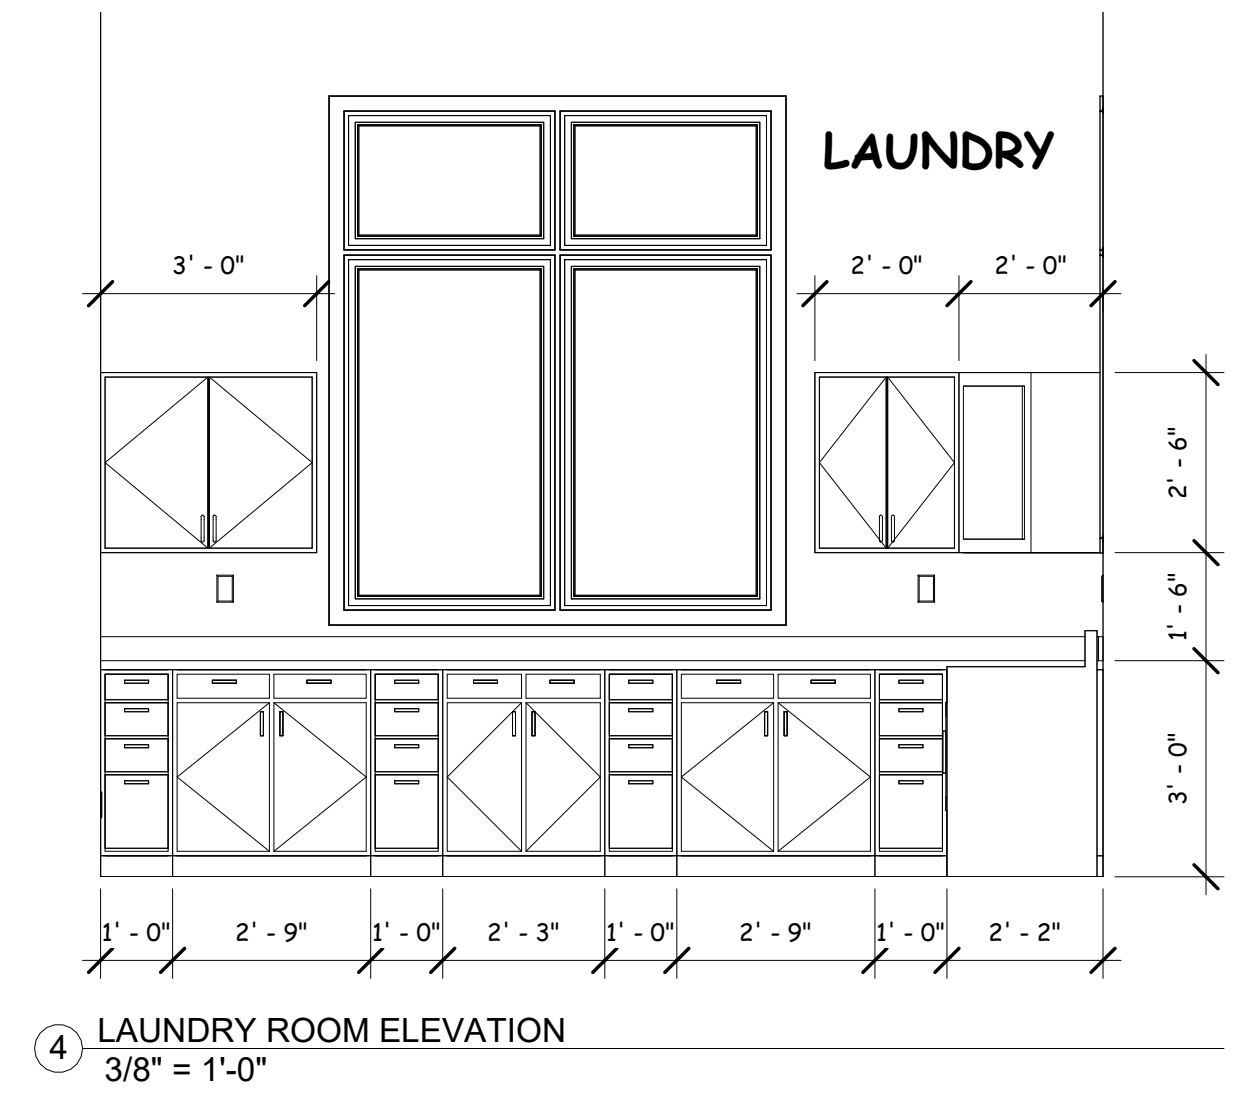 LAUNDRY
3' - 0"
2' - 0"
2' - 0"
2' - 6"
1' - 6"
3' - 0"
1' - 0"
2' - 9"
1' - 0"
2' - 3"
1' - 0"
2' - 9"
1' - 0"
2' - 2"
4
LAUNDRY ROOM ELEVATION
3/8" = 1'-0"